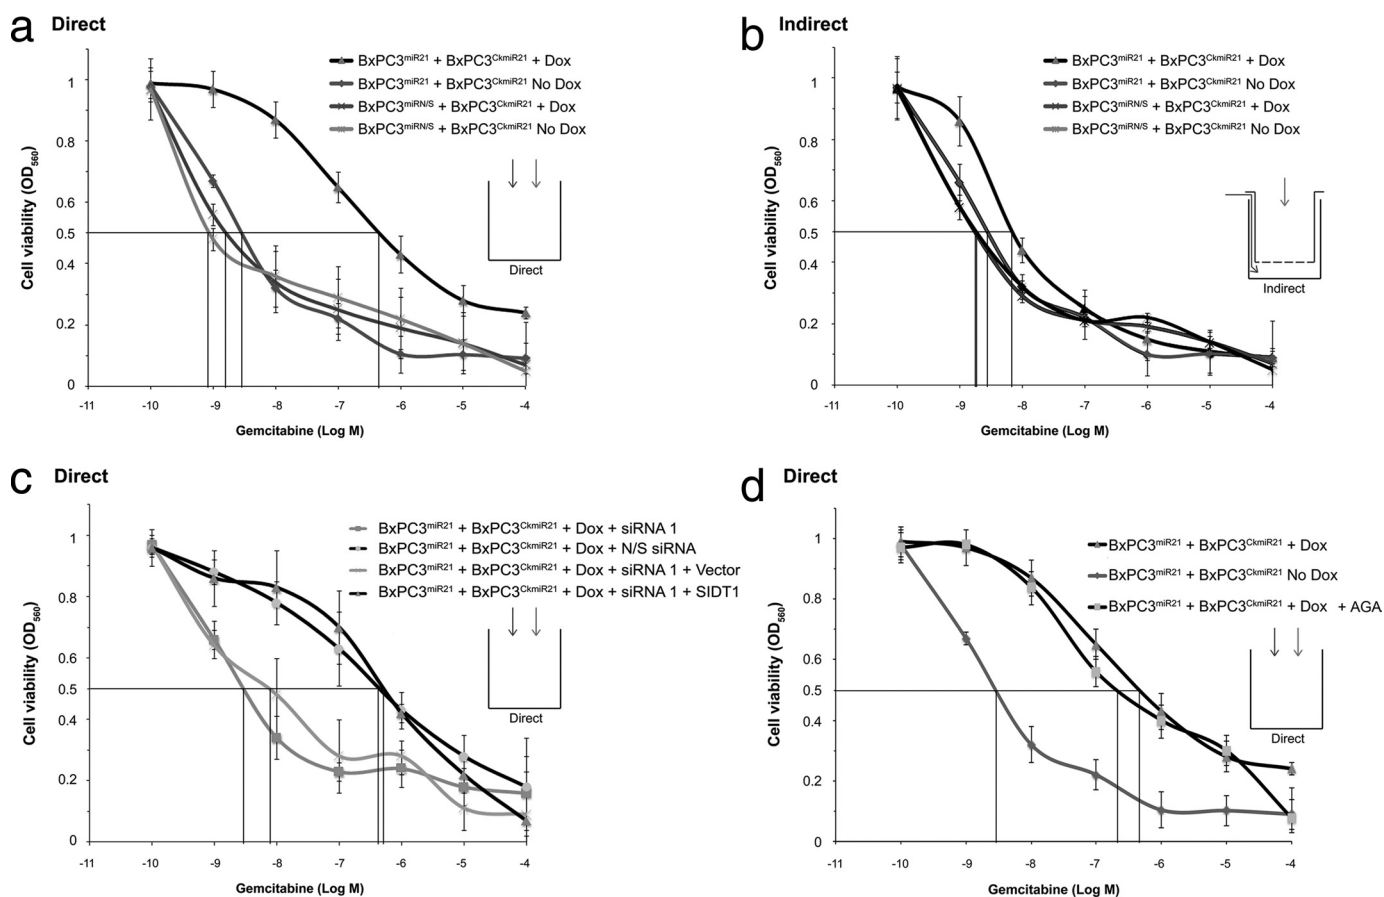 a Direct
BxPC3miR21 + BxPC3CkmiR21 + Dox
BxPC3miR21 + BxPC3CkmiR21 No Dox
BxPC3miRN/S + BxPC3CkmiR21 + Dox
BxPC3miRN/S + BxPC3CkmiR21 No Dox
Cell viability (OD560)
1
0.8
0.6
0.5
0.4
0.2
0
Direct
-11 -10 -9 -8 -7 -6 -5 -4
Gemcitabine (Log M)
b Indirect
BxPC3miR21 + BxPC3CkmiR21 + Dox
BxPC3miR21 + BxPC3CkmiR21 No Dox
BxPC3miRN/S + BxPC3CkmiR21 + Dox
BxPC3miRN/S + BxPC3CkmiR21 No Dox
Cell viability (OD560)
1
0.8
0.6
0.5
0.4
0.2
0
Indirect
-11 -10 -9 -8 -7 -6 -5 -4
Gemcitabine (Log M)
c Direct
BxPC3miR21 + BxPC3CkmiR21 + Dox + siRNA 1
BxPC3miR21 + BxPC3CkmiR21 + Dox + N/S siRNA
BxPC3miR21 + BxPC3CkmiR21 + Dox + siRNA 1 + Vector
BxPC3miR21 + BxPC3CkmiR21 + Dox + siRNA 1 + SIDT1
Cell viability (OD560)
1
0.8
0.6
0.5
0.4
0.2
0
Direct
-11 -10 -9 -8 -7 -6 -5 -4
Gemcitabine (Log M)
d Direct
BxPC3miR21 + BxPC3CkmiR21 + Dox
BxPC3miR21 + BxPC3CkmiR21 No Dox
BxPC3miR21 + BxPC3CkmiR21 + Dox + AGA
Cell viability (OD560)
1
0.8
0.6
0.5
0.4
0.2
0
Direct
-11 -10 -9 -8 -7 -6 -5 -4
Gemcitabine (Log M)